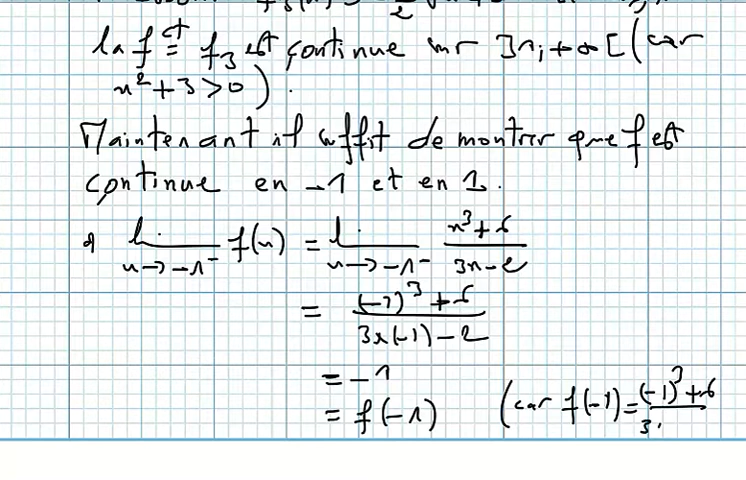 la fct f₃ est continue sur ]1; +∞[ (car
x² + 3 > 0).
Maintenant il suffit de montrer que f est
continue en -1 et en 1.
lim x→-1⁻ f(x) = lim x→-1⁻ (x³+6)/(3x-2)
= ((-1)³+6)/(3x(-1)-2)
= -1
= f(-1) (car f(-1) = (-1)³+6